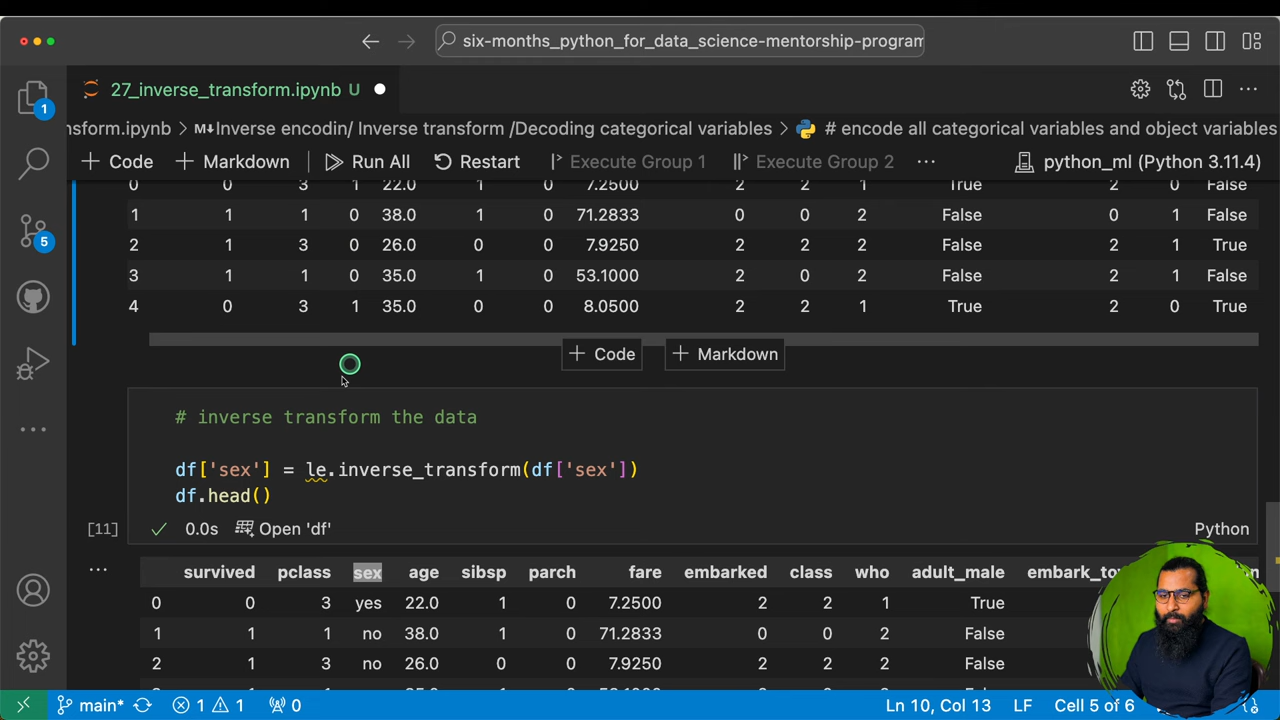 six-months_python_for_data_science-mentorship-program
1
27_inverse_transform.ipynb U
nsform.ipynb > M↓Inverse encodin/ Inverse transform /Decoding categorical variables > # encode all categorical variables and object variables
+ Code + Markdown Run All Restart Execute Group 1 Execute Group 2 ... python_ml (Python 3.11.4)
0 0 3 1 22.0 1 0 7.2500 2 2 1 True 2 0 False
1 1 1 0 38.0 1 0 71.2833 0 0 2 False 0 1 False
5
2 1 3 0 26.0 0 0 7.9250 2 2 2 False 2 1 True
3 1 1 0 35.0 1 0 53.1000 2 0 2 False 2 1 False
4 0 3 1 35.0 0 0 8.0500 2 2 1 True 2 0 True
+ Code + Markdown
# inverse transform the data
df['sex'] = le.inverse_transform(df['sex'])
df.head()
[11] 0.0s Open 'df' Python
... survived pclass sex age sibsp parch fare embarked class who adult_male
0 0 3 yes 22.0 1 0 7.2500 2 2 1 True
1 1 1 no 38.0 1 0 71.2833 0 0 2 False
2 1 3 no 26.0 0 0 7.9250 2 2 2 False
main* 1 1 0 Ln 10, Col 13 LF Cell 5 of 6